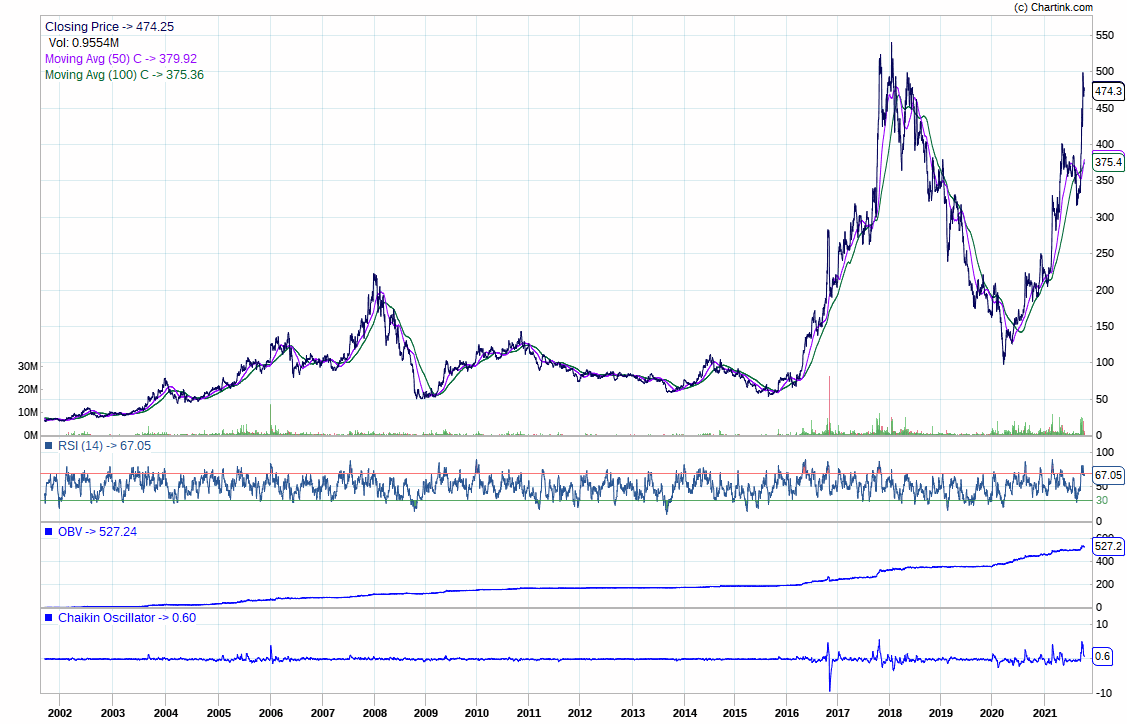 (c) Chartink.com
Closing Price -> 474.25
Vol: 0.9554M
Moving Avg (50) C -> 379.92
Moving Avg (100) C -> 375.36
550
500
474.3
450
400
375.4
350
300
250
200
150
100
50
0
30M
20M
10M
0M
RSI (14) -> 67.05
100
67.05
50
30
0
OBV -> 527.24
600
527.2
400
200
0
Chaikin Oscillator -> 0.60
10
0.6
-10
2002 2003 2004 2005 2006 2007 2008 2009 2010 2011 2012 2013 2014 2015 2016 2017 2018 2019 2020 2021